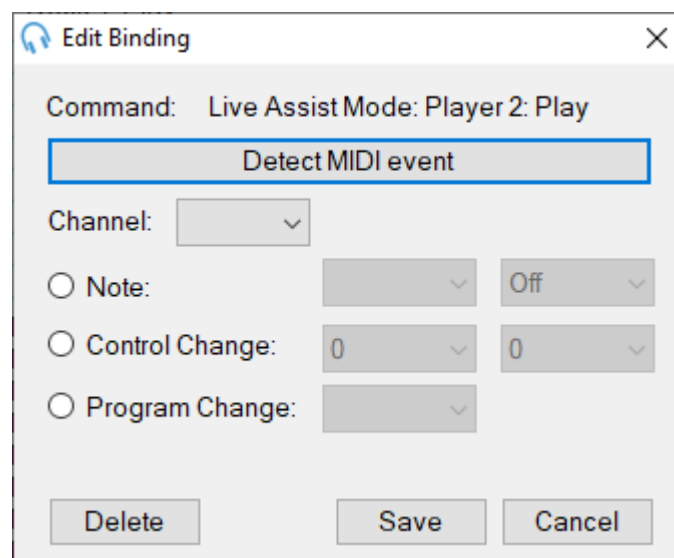 Edit Binding
Command: Live Assist Mode: Player 2: Play
Detect MIDI event
Channel:
Note: Off
Control Change: 0 0
Program Change:
Delete Save Cancel